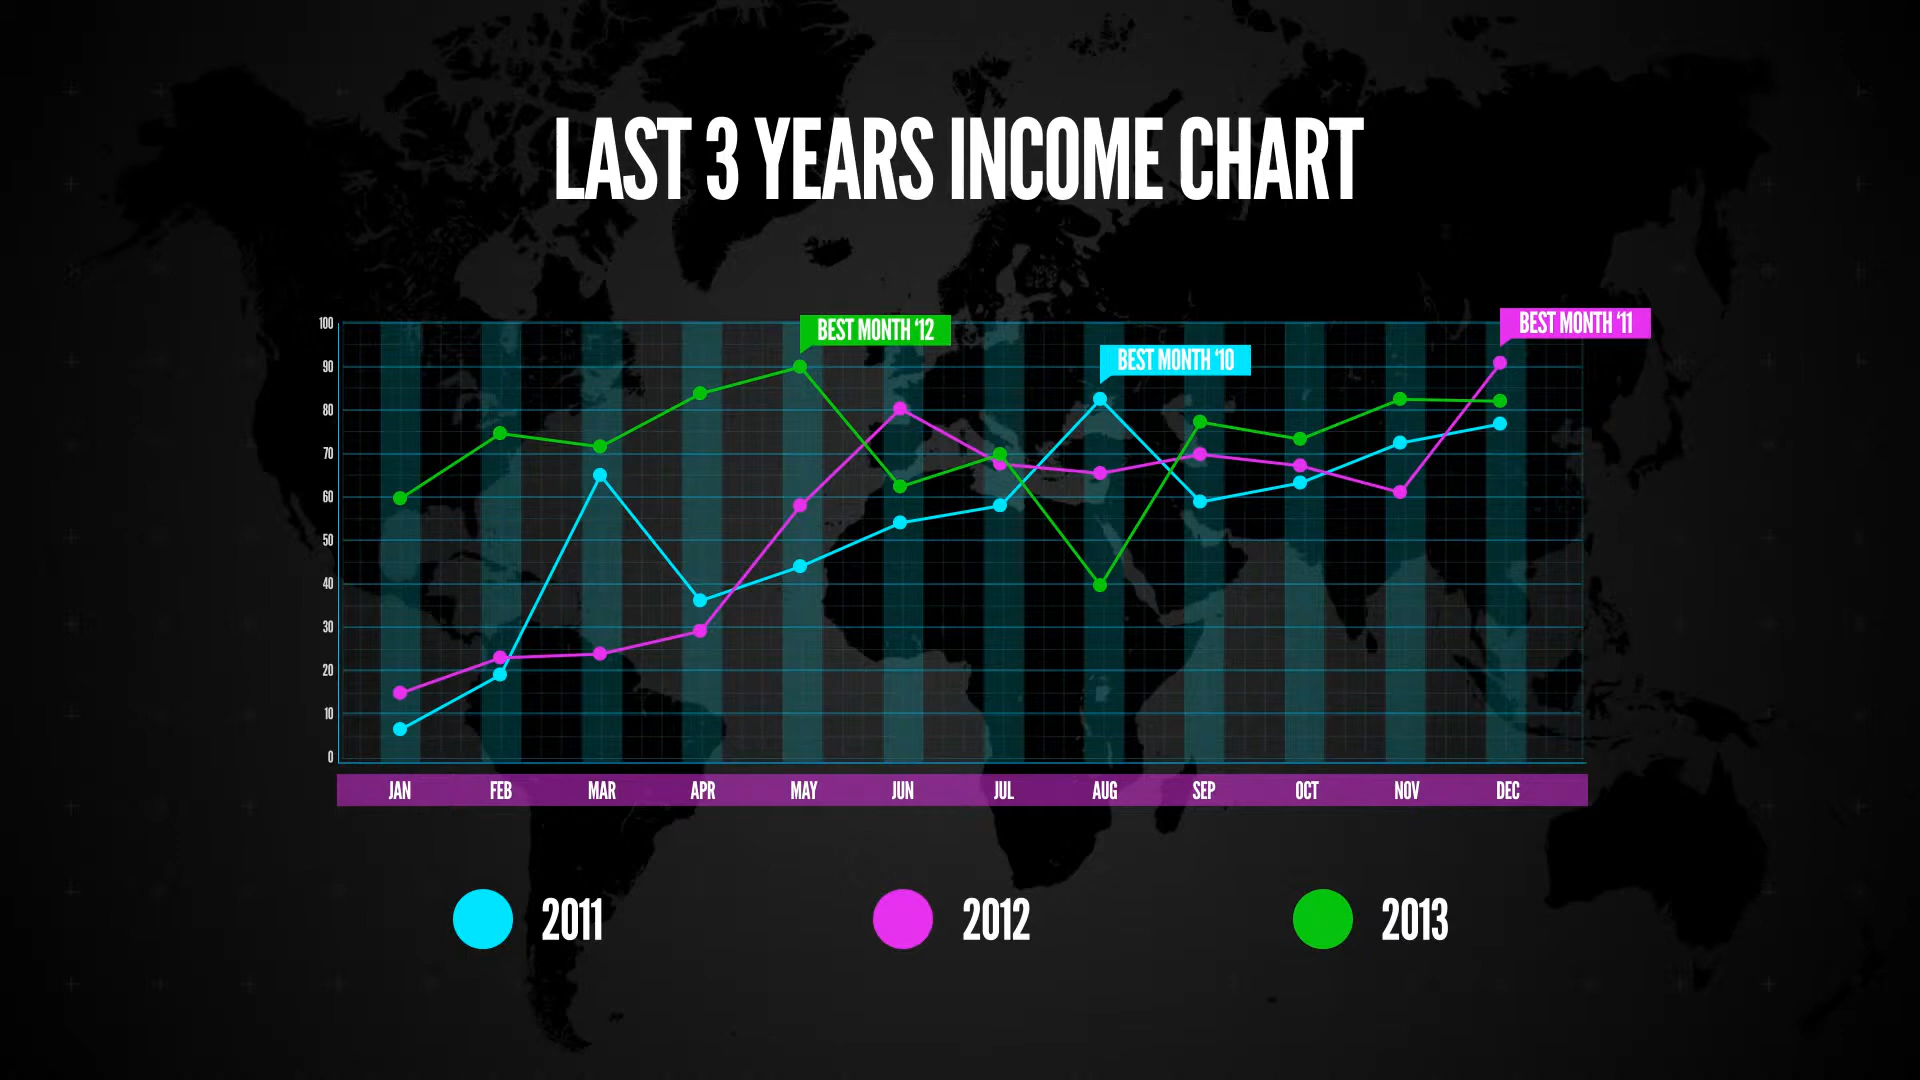 LAST 3 YEARS INCOME CHART
BEST MONTH ‘12
BEST MONTH ‘10
BEST MONTH ‘11
100
90
80
70
60
50
40
30
20
10
0
JAN FEB MAR APR MAY JUN JUL AUG SEP OCT NOV DEC
2011 2012 2013